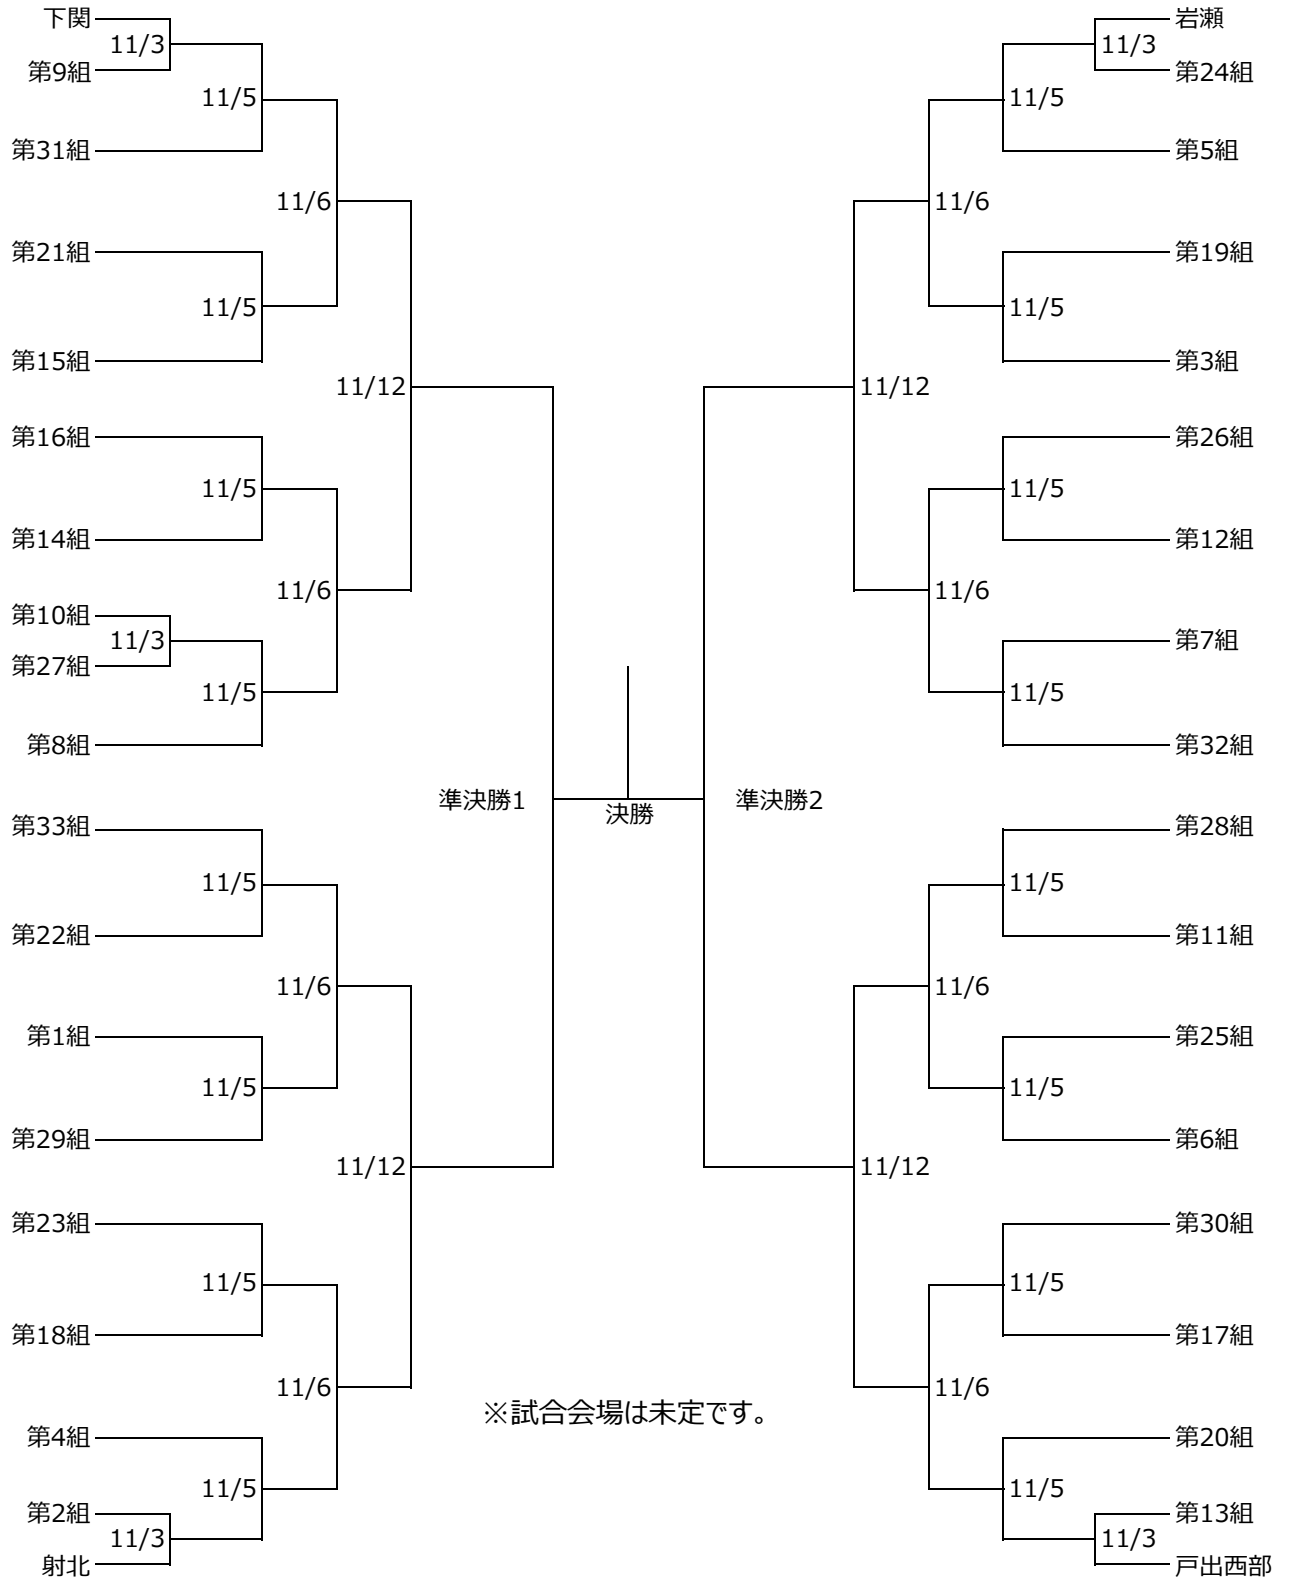 下関
11/3
第9組
11/5
第31組
11/6
第21組
11/5
第15組
11/12
第16組
11/5
第14組
11/6
第10組
11/3
第27組
11/5
第8組
準決勝1
第33組
11/5
第22組
11/6
第1組
11/5
第29組
11/12
第23組
11/5
第18組
11/6
第4組
11/5
第2組
11/3
射北
決勝
※試合会場は未定です。
岩瀬
11/3
第24組
11/5
第5組
11/6
第19組
11/5
第3組
11/12
第26組
11/5
第12組
11/6
第7組
11/5
第32組
準決勝2
第28組
11/5
第11組
11/6
第25組
11/5
第6組
11/12
第30組
11/5
第17組
11/6
第20組
11/5
第13組
11/3
戸出西部